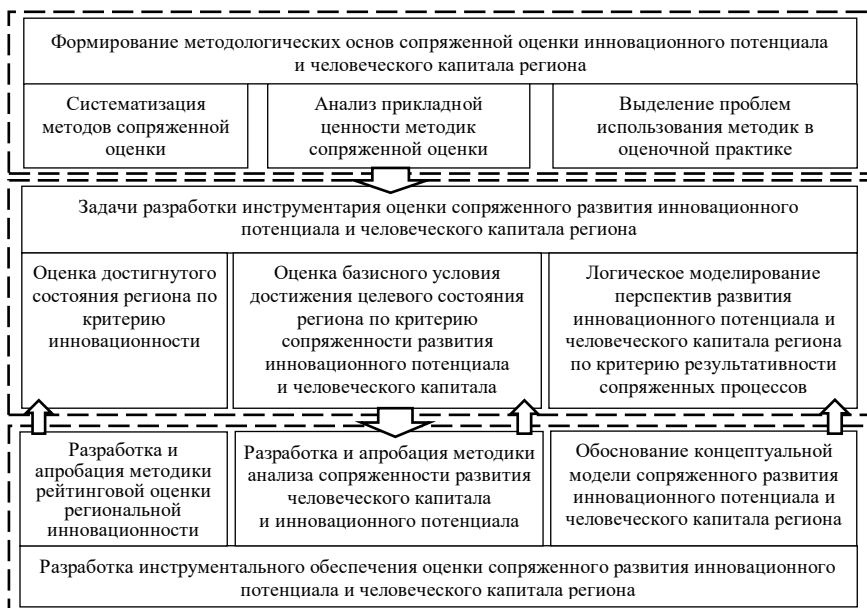 Формирование методологических основ сопряженной оценки инновационного потенциала
и человеческого капитала региона
Систематизация
методов сопряженной
оценки
Анализ прикладной
ценности методик
сопряженной оценки
Выделение проблем
использования методик в
оценочной практике
Задачи разработки инструментария оценки сопряженного развития инновационного
потенциала и человеческого капитала региона
Оценка достигнутого
состояния региона по
критерию
инновационности
Оценка базисного условия
достижения целевого состояния
региона по критерию
сопряженности развития
инновационного потенциала
и человеческого капитала
Логическое моделирование
перспектив развития
инновационного потенциала и
человеческого капитала региона
по критерию результативности
сопряженных процессов
Разработка и
апробация методики
рейтинговой оценки
региональной
инновационности
Разработка и апробация методики
анализа сопряженности развития
человеческого капитала
и инновационного потенциала
Обоснование концептуальной
модели сопряженного развития
инновационного потенциала и
человеческого капитала региона
Разработка инструментального обеспечения оценки сопряженного развития инновационного
потенциала и человеческого капитала региона